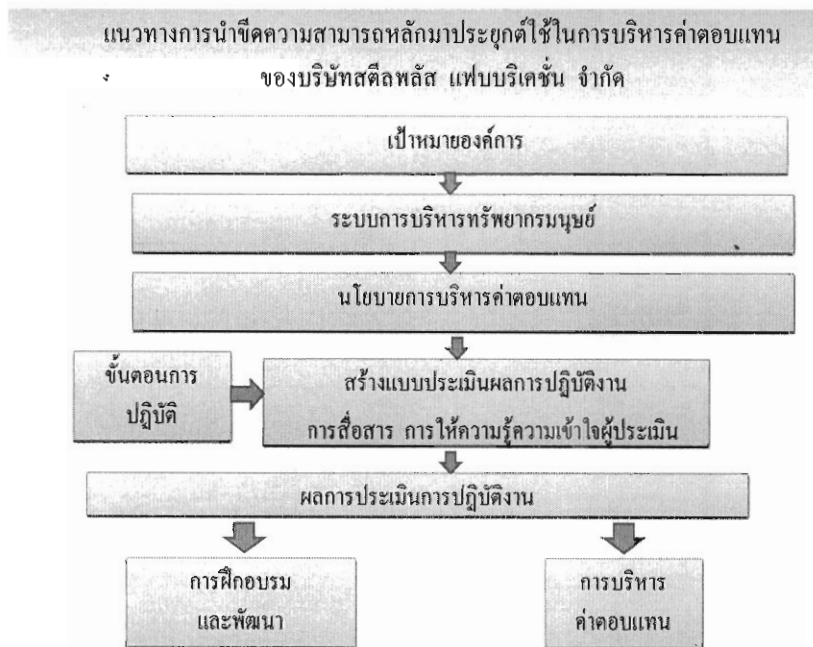 แนวทางการนำขีดความสามารถหลักมาประยุกต์ใช้ในการบริหารค่าตอบแทน
ของบริษัทสตีลพลัส แฟบบริเคชั่น จำกัด
เป้าหมายองค์การ
ระบบการบริหารทรัพยากรมนุษย์
นโยบายการบริหารค่าตอบแทน
ขั้นตอนการ
ปฏิบัติ
สร้างแบบประเมินผลการปฏิบัติงาน
การสื่อสาร การให้ความรู้ความเข้าใจผู้ประเมิน
ผลการประเมินการปฏิบัติงาน
การฝึกอบรม
และพัฒนา
การบริหาร
ค่าตอบแทน